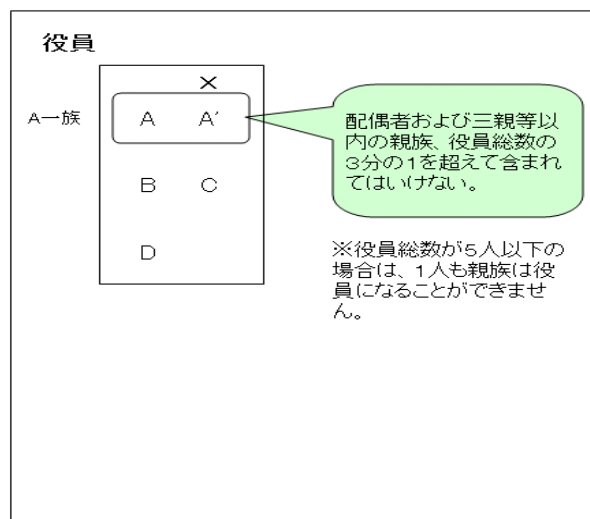 役員
×
A一族
A A′
B C
D
配偶者および三親等以
内の親族、役員総数の
3分の1を超えて含まれ
てはいけない。
※役員総数が5人以下の
場合は、1人も親族は役
員になることができませ
ん。